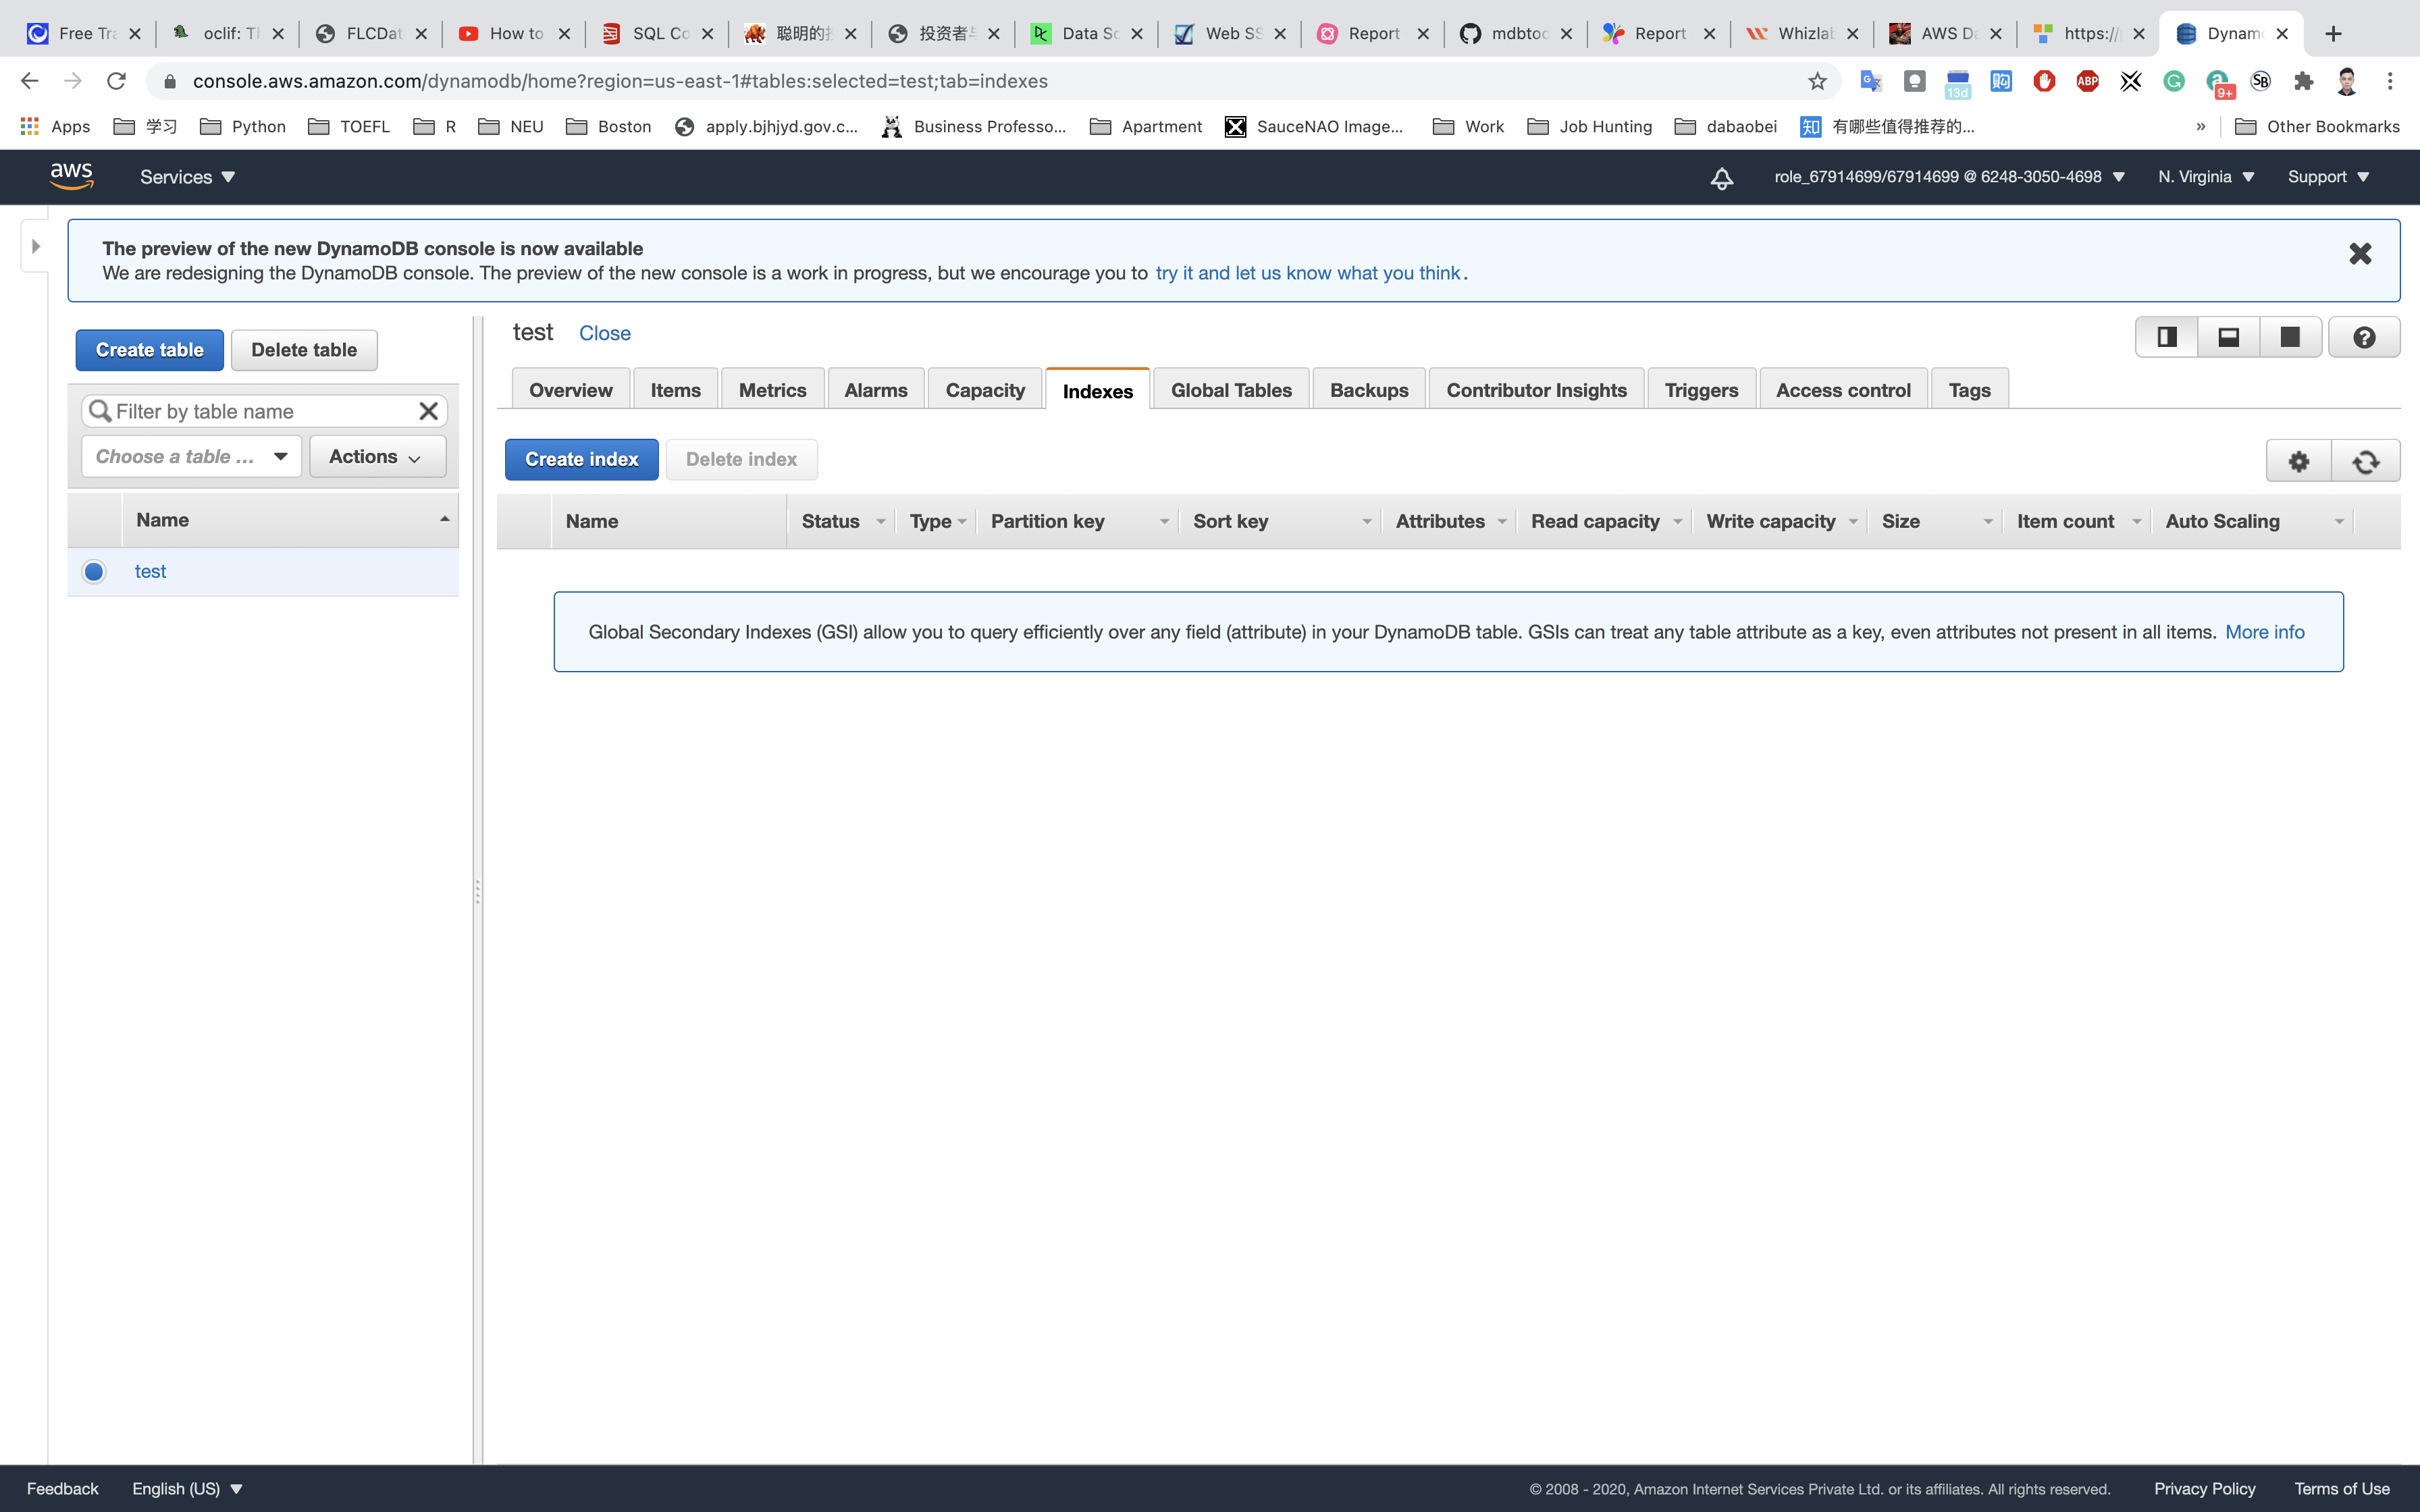 Free Tra oclif: Th FLCDat How to SQL Co 聪明的 投资者 Data Sc Web SS Report mdbtoo Report Whizlab AWS Da https:// Dynam
console.aws.amazon.com/dynamodb/home?region=us-east-1#tables:selected=test;tab=indexes
13d ABP 9+ SB
Apps 学习 Python TOEFL R NEU Boston apply.bjhjyd.gov.c... Business Professo... Apartment SauceNAO Image... Work Job Hunting dabaobei 知 有哪些值得推荐的... » Other Bookmarks
aws Services role_67914699/67914699 @ 6248-3050-4698 N. Virginia Support
The preview of the new DynamoDB console is now available
We are redesigning the DynamoDB console. The preview of the new console is a work in progress, but we encourage you to try it and let us know what you think.
Create table Delete table
test Close
Overview Items Metrics Alarms Capacity Indexes Global Tables Backups Contributor Insights Triggers Access control Tags
Filter by table name
Choose a table ... Actions
Create index Delete index
Name
Name Status Type Partition key Sort key Attributes Read capacity Write capacity Size Item count Auto Scaling
test
Global Secondary Indexes (GSI) allow you to query efficiently over any field (attribute) in your DynamoDB table. GSIs can treat any table attribute as a key, even attributes not present in all items. More info
Feedback English (US) © 2008 - 2020, Amazon Internet Services Private Ltd. or its affiliates. All rights reserved. Privacy Policy Terms of Use